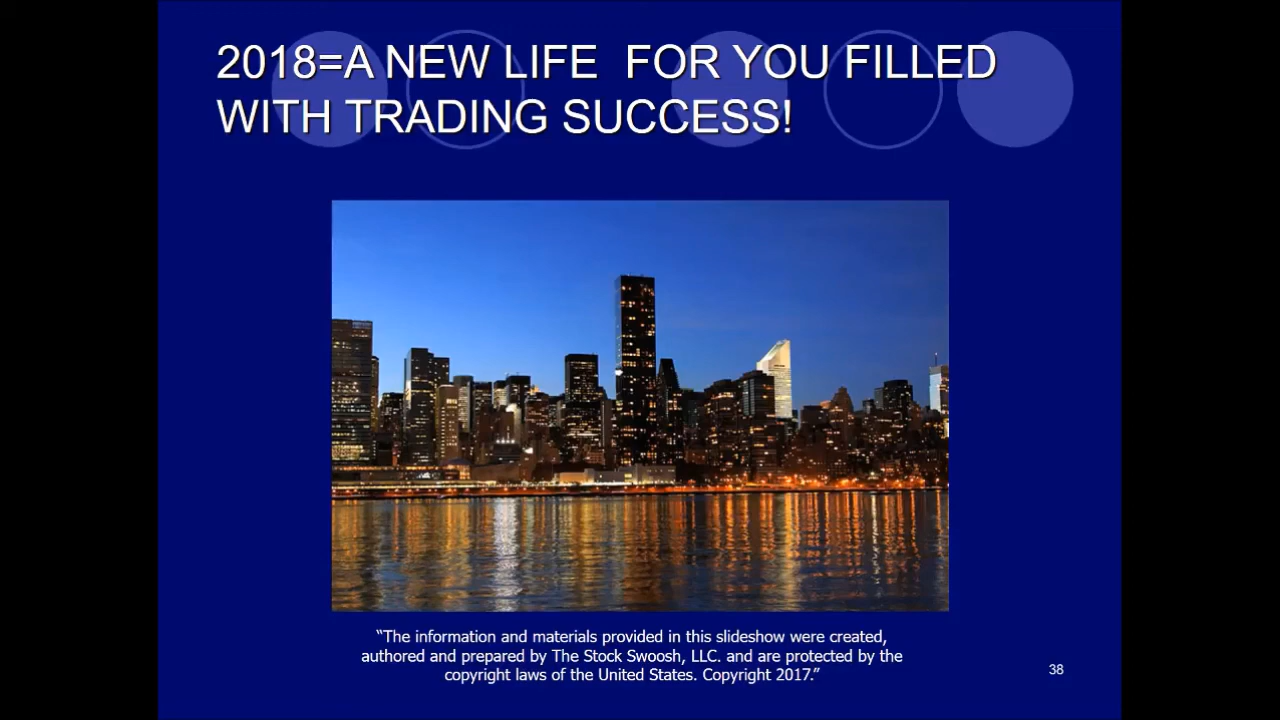 2018=A NEW LIFE  FOR YOU FILLED
WITH TRADING SUCCESS!
“The information and materials provided in this slideshow were created,
authored and prepared by The Stock Swoosh, LLC. and are protected by the
copyright laws of the United States. Copyright 2017.”
38